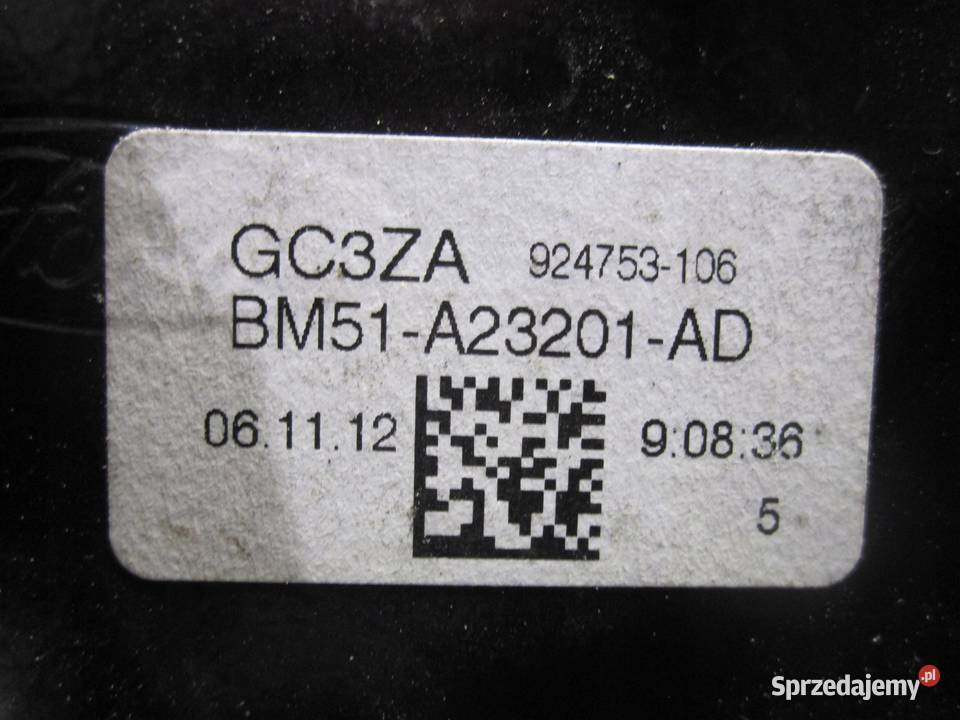 GC3ZA 924753-106
BM51-A23201-AD
06.11.12 9:08:36
5
Sprzedajemy.pl